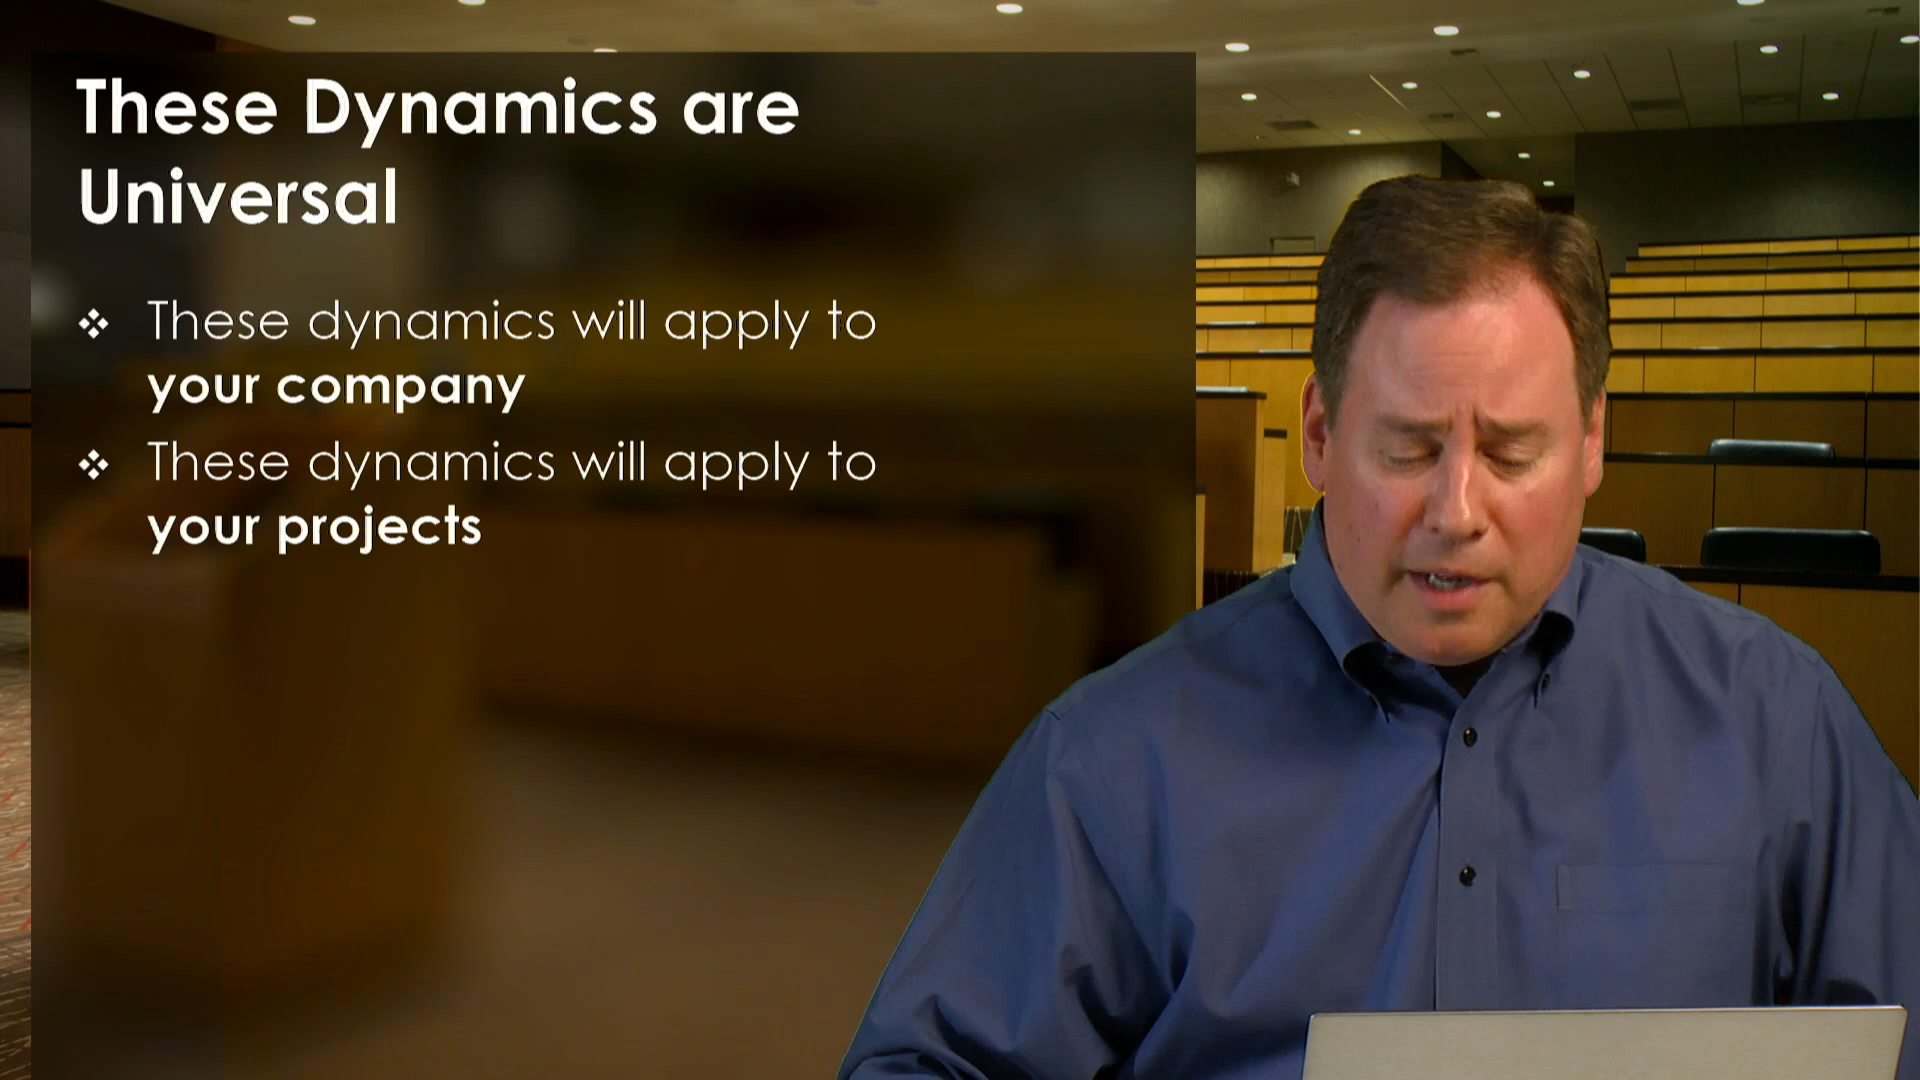 These Dynamics are
Universal
❖ These dynamics will apply to
your company
❖ These dynamics will apply to
your projects